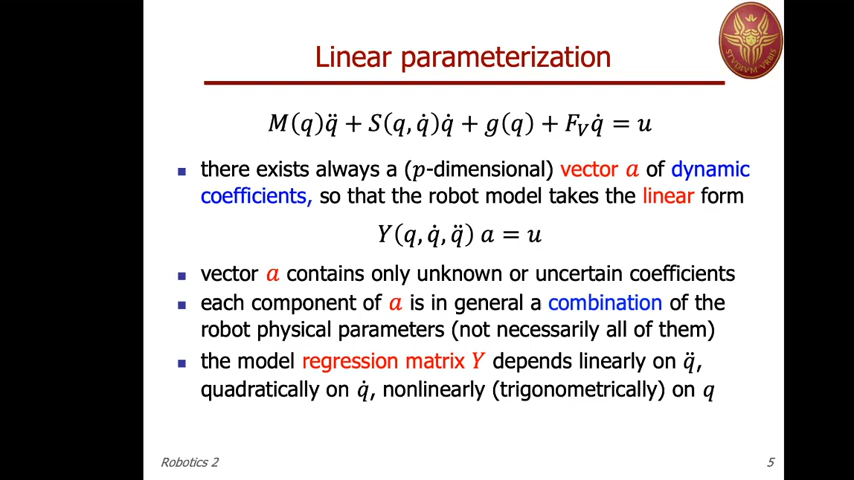 Linear parameterization
M(q)q̈ + S(q, q̇)q̇ + g(q) + F_V q̇ = u
▪ there exists always a (p-dimensional) vector a of dynamic
coefficients, so that the robot model takes the linear form
Y(q, q̇, q̈) a = u
▪ vector a contains only unknown or uncertain coefficients
▪ each component of a is in general a combination of the
robot physical parameters (not necessarily all of them)
▪ the model regression matrix Y depends linearly on q̈,
quadratically on q̇, nonlinearly (trigonometrically) on q
Robotics 2
5
STVDIVM VRBIS